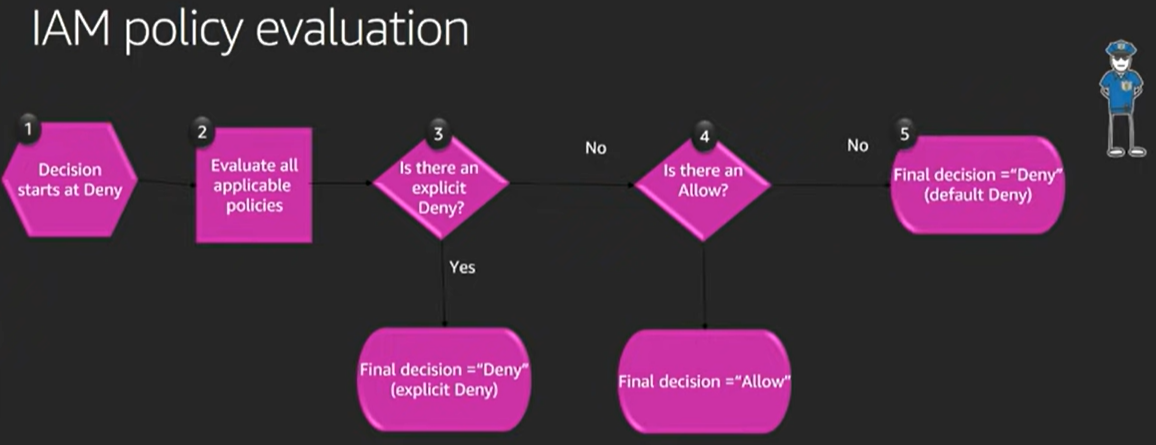 IAM policy evaluation
1
Decision
starts at Deny
2
Evaluate all
applicable
policies
3
Is there an
explicit
Deny?
No
4
Is there an
Allow?
No
5
Final decision ="Deny"
(default Deny)
Yes
Final decision ="Deny"
(explicit Deny)
Final decision ="Allow"